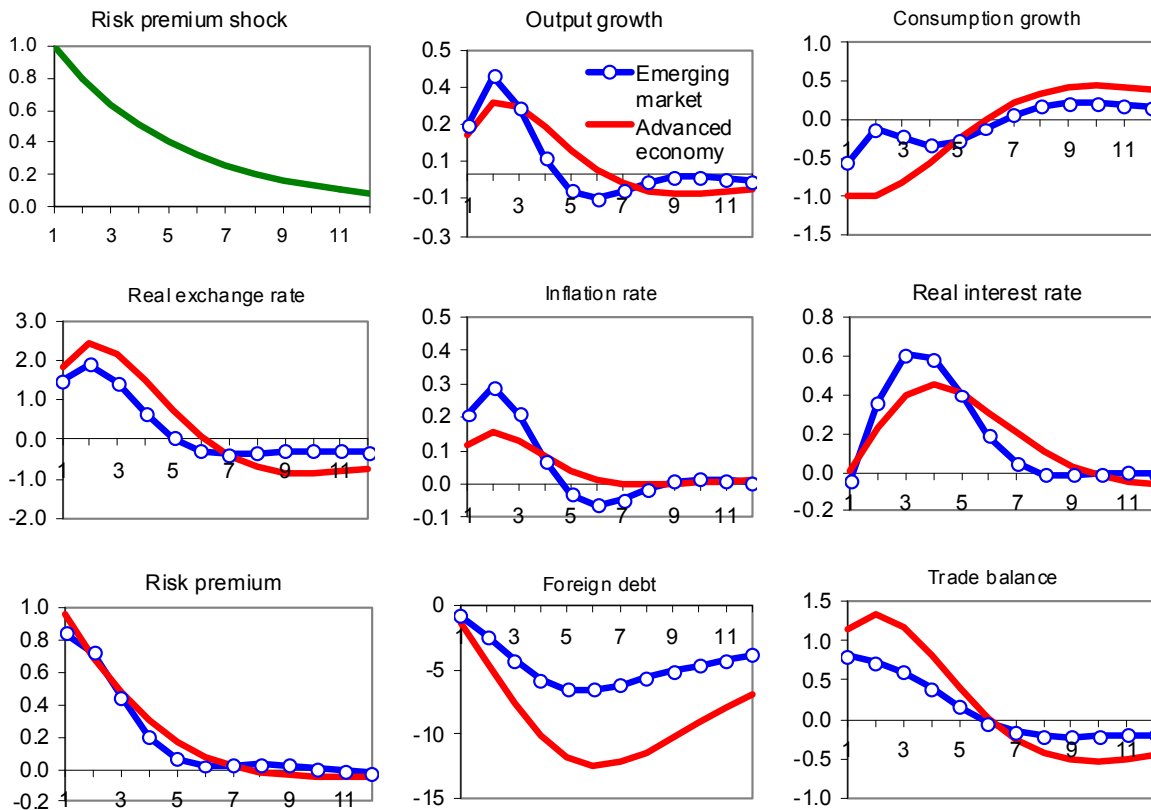 Risk premium shock
1.0
0.8
0.6
0.4
0.2
0.0
1 3 5 7 9 11
Output growth
0.5
0.4
0.2
0.1
-0.1
-0.3
1 3 5 7 9 11
Emerging
market
Advanced
economy
Consumption growth
1.0
0.5
0.0
-0.5
-1.0
-1.5
1 3 5 7 9 11
Real exchange rate
3.0
2.0
1.0
0.0
-1.0
-2.0
1 3 5 7 9 11
Inflation rate
0.5
0.4
0.3
0.2
0.1
0.0
-0.1
1 3 5 7 9 11
Real interest rate
0.8
0.6
0.4
0.2
0.0
-0.2
1 3 5 7 9 11
Risk premium
1.0
0.8
0.6
0.4
0.2
0.0
-0.2
1 3 5 7 9 11
Foreign debt
0
-5
-10
-15
1 3 5 7 9 11
Trade balance
1.5
1.0
0.5
0.0
-0.5
-1.0
1 3 5 7 9 11